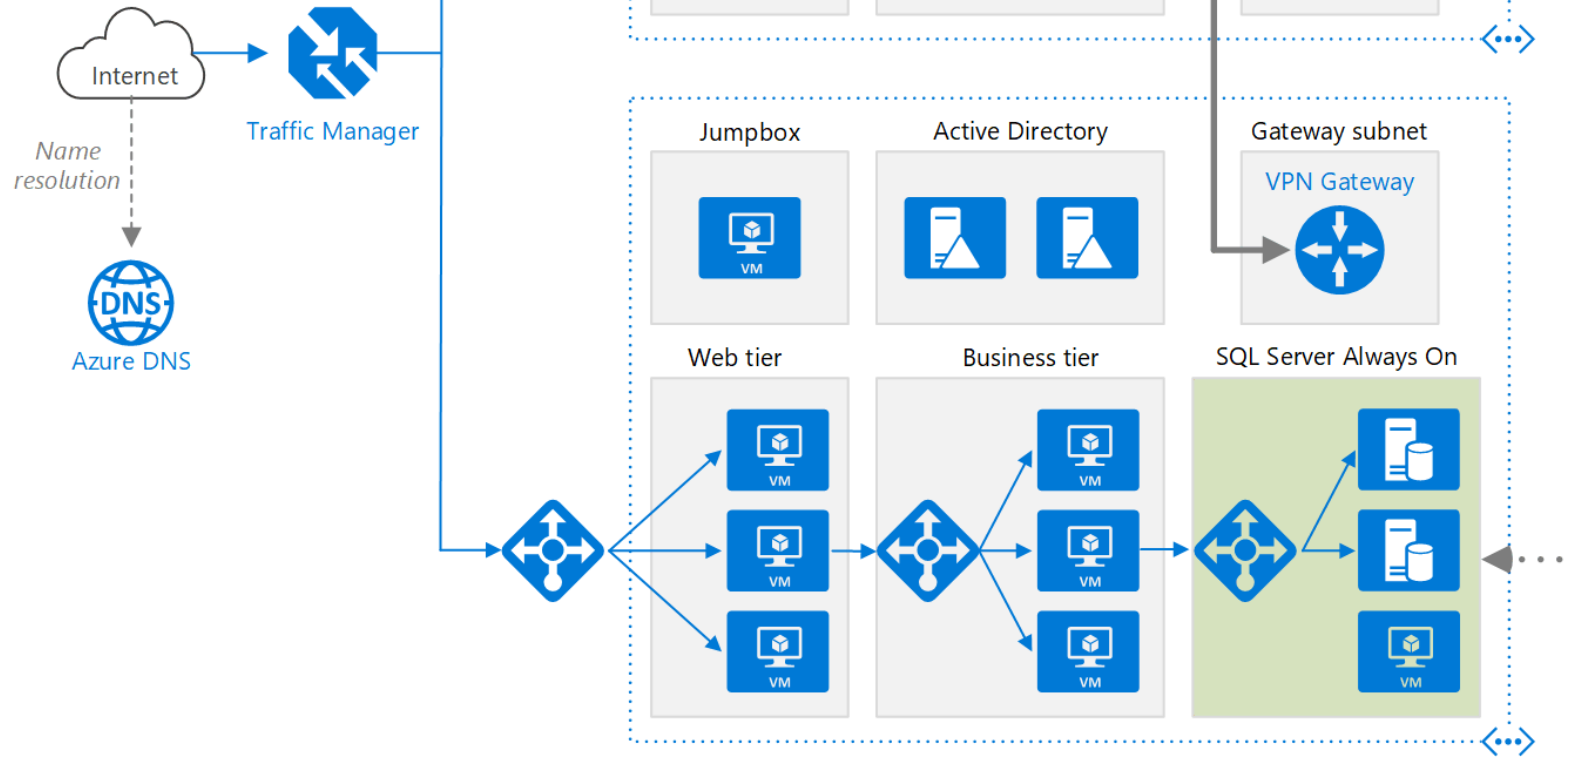 Internet
Traffic Manager
Name
resolution
DNS
Azure DNS
Jumpbox
Active Directory
Gateway subnet
VPN Gateway
VM
Web tier
Business tier
SQL Server Always On
VM
VM
VM
VM
VM
VM
VM